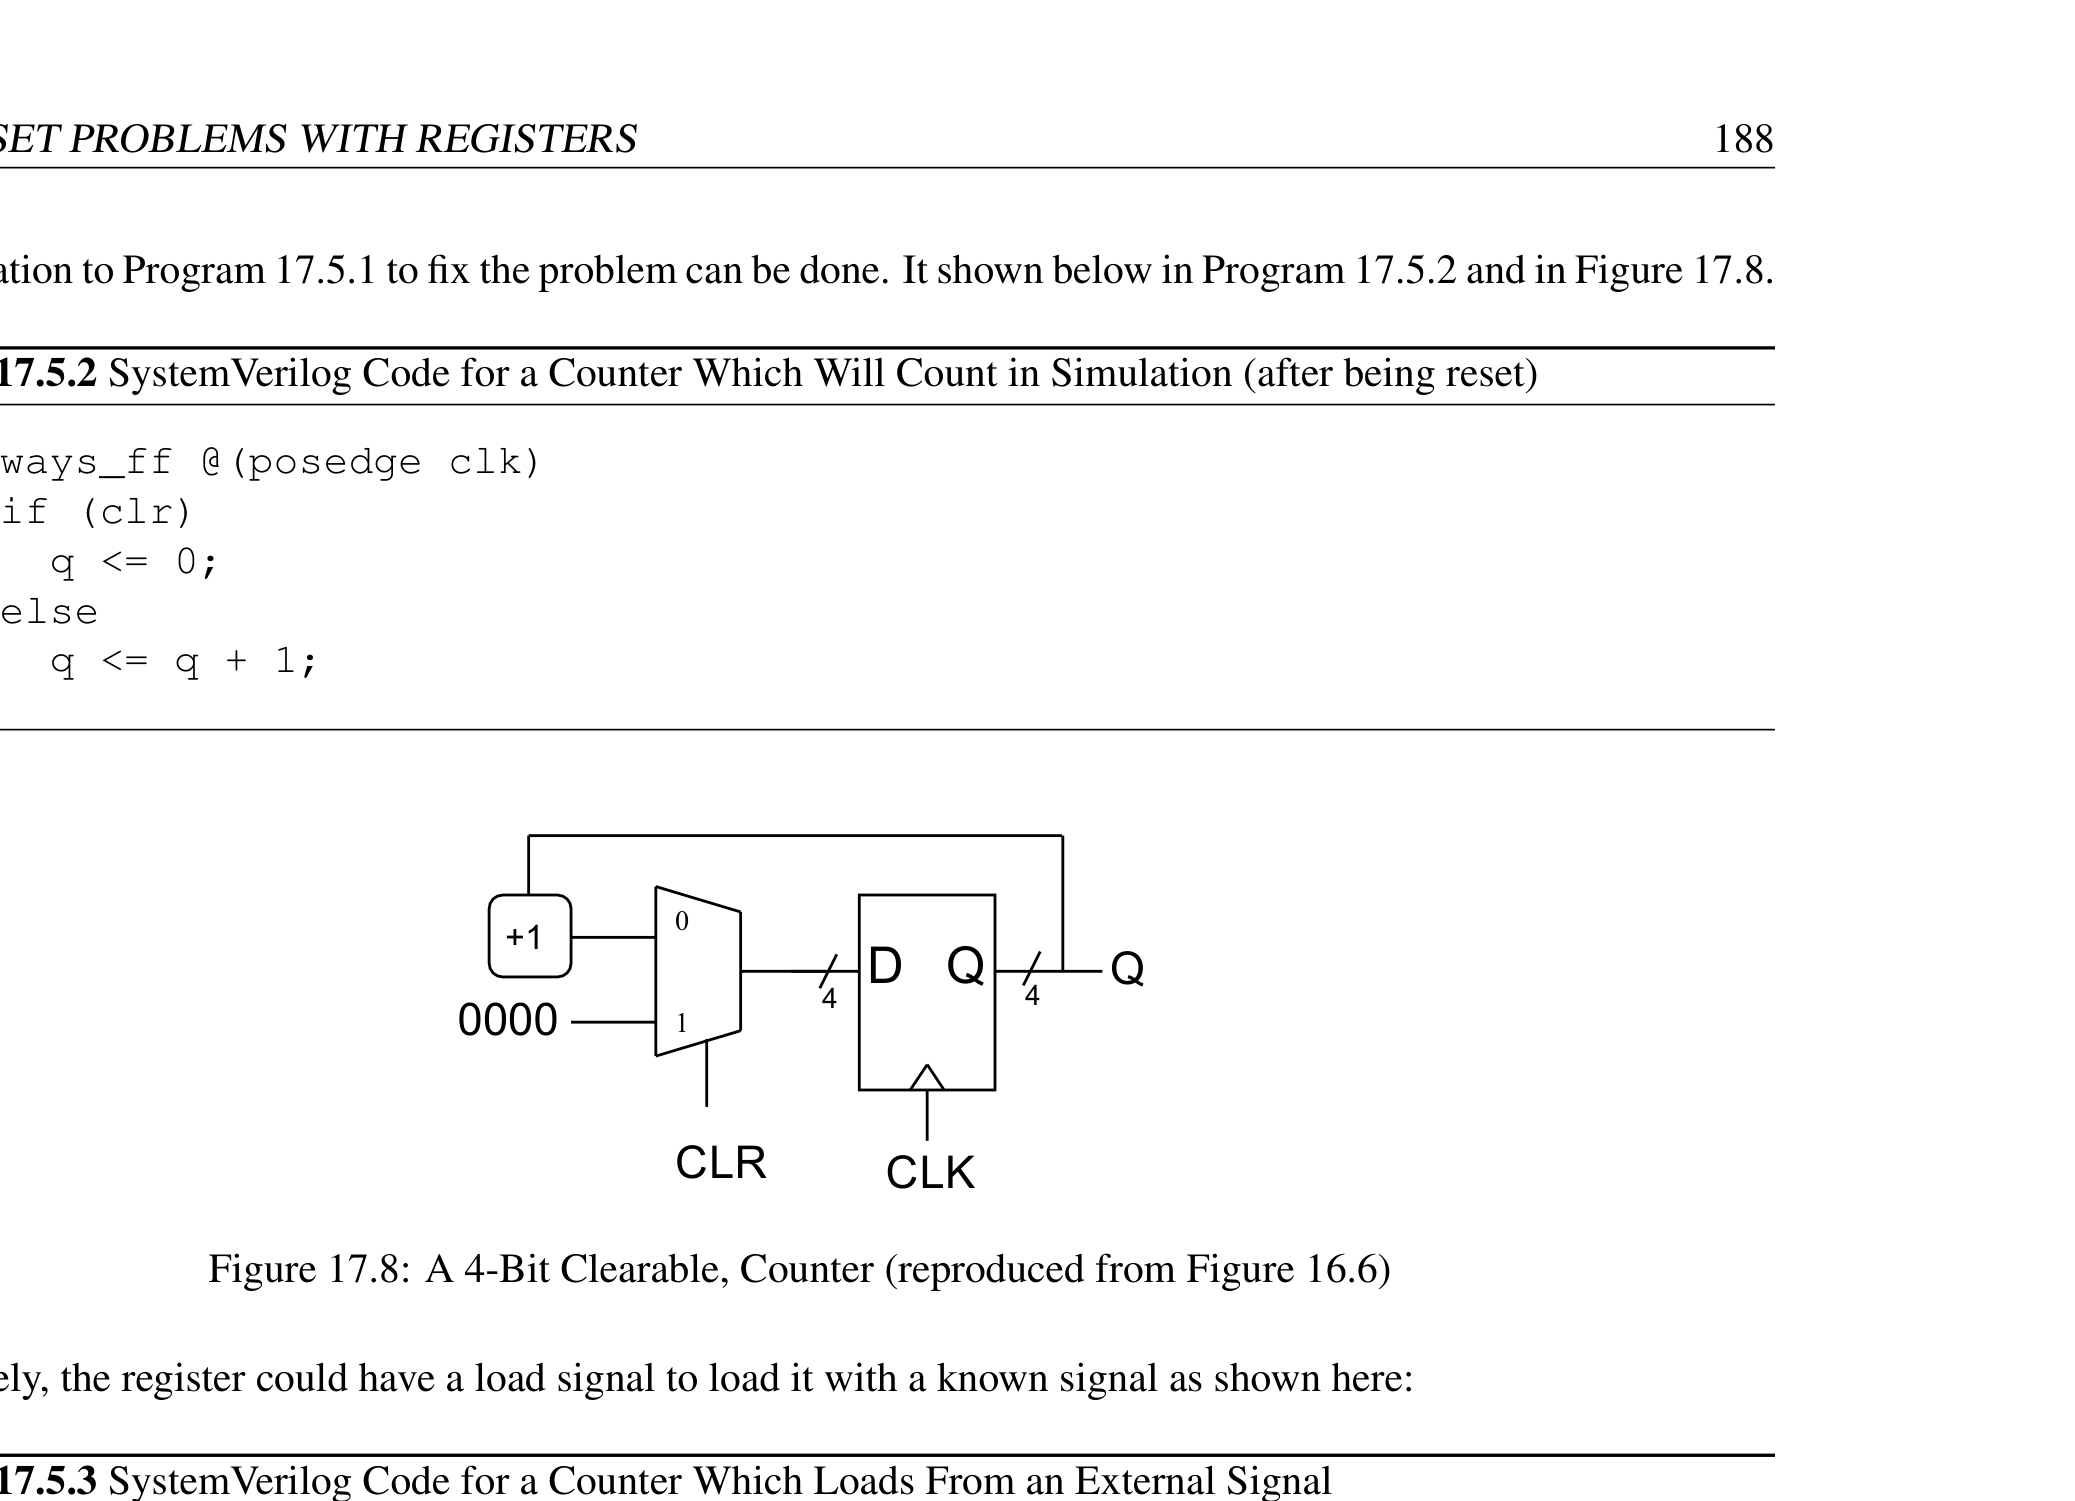 SET PROBLEMS WITH REGISTERS 188
ation to Program 17.5.1 to fix the problem can be done. It shown below in Program 17.5.2 and in Figure 17.8.
17.5.2 SystemVerilog Code for a Counter Which Will Count in Simulation (after being reset)
ways_ff @(posedge clk)
if (clr)
q <= 0;
else
q <= q + 1;
+1
0
D Q
Q
4
4
0000
1
CLR
CLK
Figure 17.8: A 4-Bit Clearable, Counter (reproduced from Figure 16.6)
ely, the register could have a load signal to load it with a known signal as shown here:
17.5.3 SystemVerilog Code for a Counter Which Loads From an External Signal